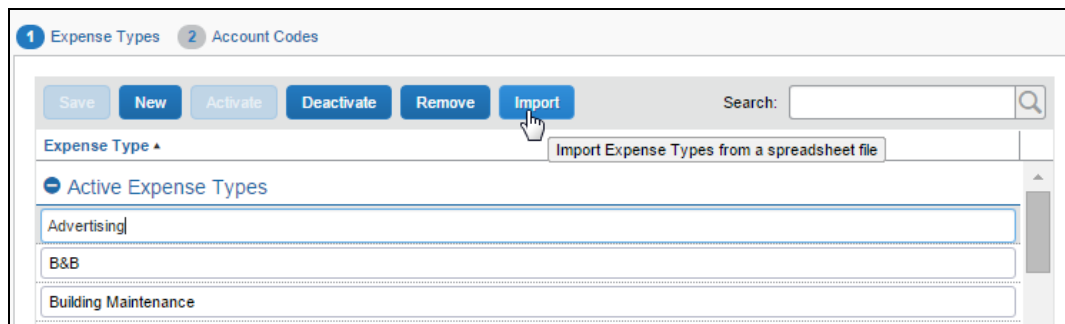 1 Expense Types 2 Account Codes
Save New Activate Deactivate Remove Import Search:
Expense Type
Import Expense Types from a spreadsheet file
Active Expense Types
Advertising
B&B
Building Maintenance